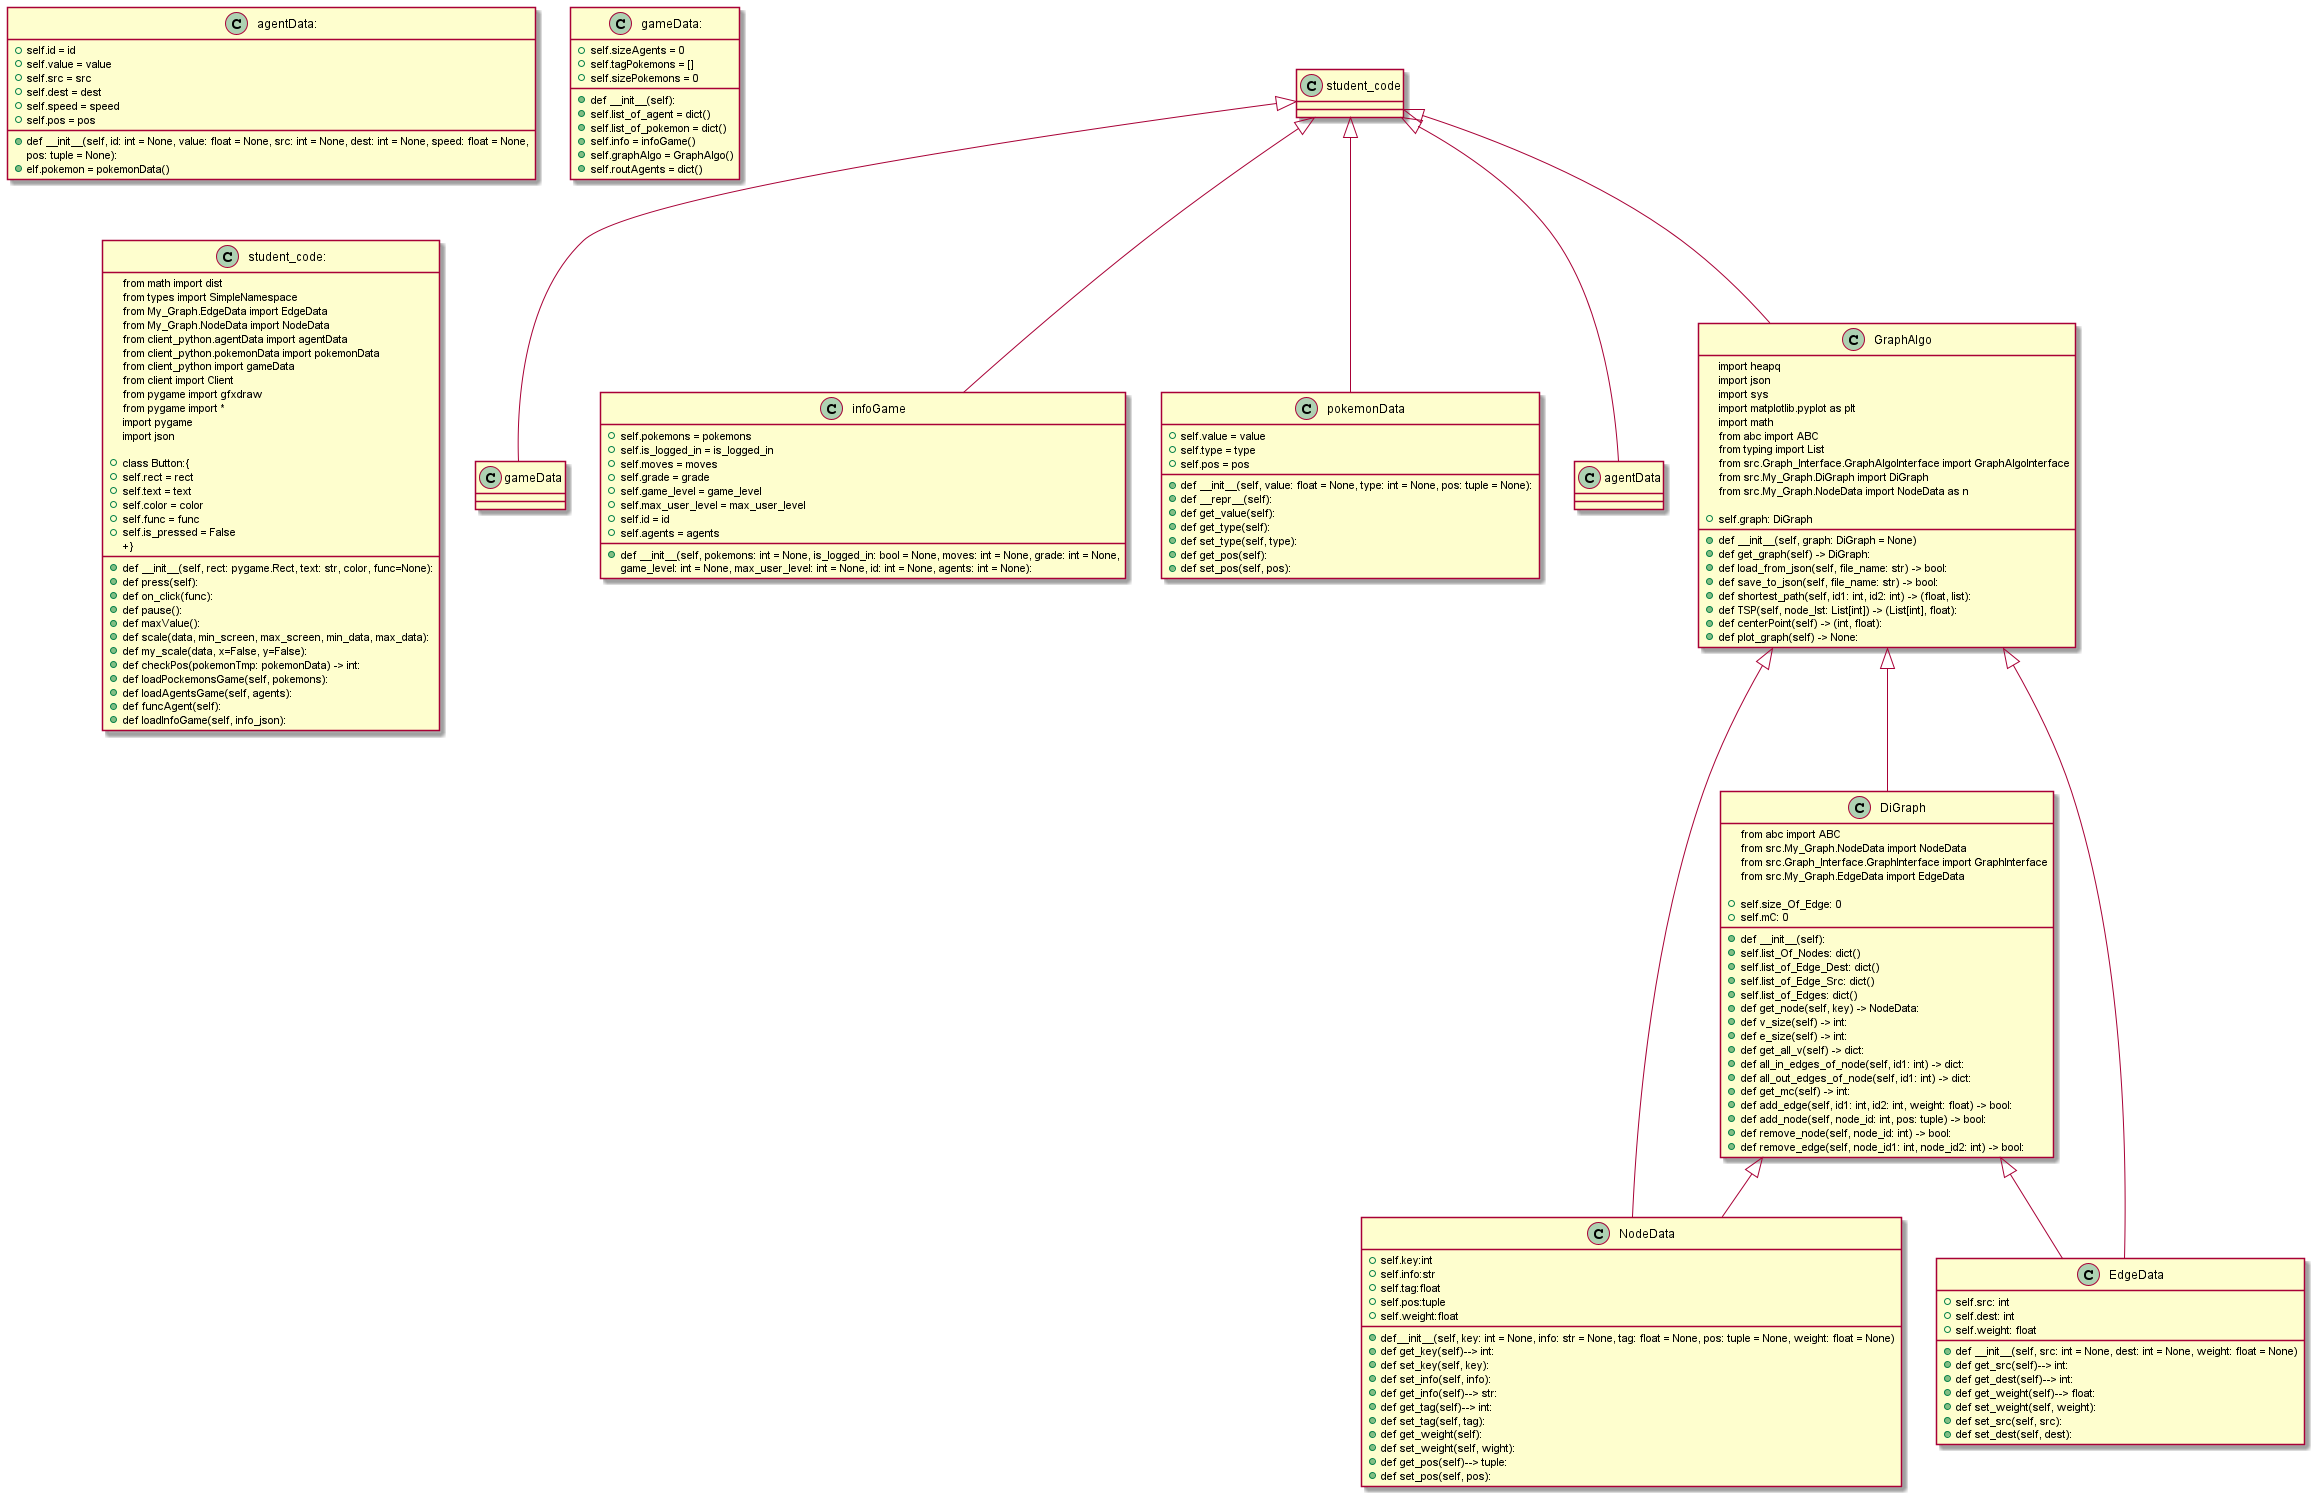 C agentData:
self.id = id
self.value = value
self.src = src
self.dest = dest
self.speed = speed
self.pos = pos
def __init__(self, id: int = None, value: float = None, src: int = None, dest: int = None, speed: float = None,
pos: tuple = None):
elf.pokemon = pokemonData()
C gameData:
self.sizeAgents = 0
self.tagPokemons = []
self.sizePokemons = 0
def __init__(self):
self.list_of_agent = dict()
self.list_of_pokemon = dict()
self.info = infoGame()
self.graphAlgo = GraphAlgo()
self.routAgents = dict()
C student_code
C student_code:
from math import dist
from types import SimpleNamespace
from My_Graph.EdgeData import EdgeData
from My_Graph.NodeData import NodeData
from client_python.agentData import agentData
from client_python.pokemonData import pokemonData
from client_python import gameData
from client import Client
from pygame import gfxdraw
from pygame import *
import pygame
import json
class Button:{
self.rect = rect
self.text = text
self.color = color
self.func = func
self.is_pressed = False
+}
def __init__(self, rect: pygame.Rect, text: str, color, func=None):
def press(self):
def on_click(func):
def pause():
def maxValue():
def scale(data, min_screen, max_screen, min_data, max_data):
def my_scale(data, x=False, y=False):
def checkPos(pokemonTmp: pokemonData) -> int:
def loadPockemonsGame(self, pokemons):
def loadAgentsGame(self, agents):
def funcAgent(self):
def loadInfoGame(self, info_json):
C gameData
C infoGame
self.pokemons = pokemons
self.is_logged_in = is_logged_in
self.moves = moves
self.grade = grade
self.game_level = game_level
self.max_user_level = max_user_level
self.id = id
self.agents = agents
def __init__(self, pokemons: int = None, is_logged_in: bool = None, moves: int = None, grade: int = None,
game_level: int = None, max_user_level: int = None, id: int = None, agents: int = None):
C pokemonData
self.value = value
self.type = type
self.pos = pos
def __init__(self, value: float = None, type: int = None, pos: tuple = None):
def __repr__(self):
def get_value(self):
def get_type(self):
def set_type(self, type):
def get_pos(self):
def set_pos(self, pos):
C agentData
C GraphAlgo
import heapq
import json
import sys
import matplotlib.pyplot as plt
import math
from abc import ABC
from typing import List
from src.Graph_Interface.GraphAlgoInterface import GraphAlgoInterface
from src.My_Graph.DiGraph import DiGraph
from src.My_Graph.NodeData import NodeData as n
self.graph: DiGraph
def __init__(self, graph: DiGraph = None)
def get_graph(self) -> DiGraph:
def load_from_json(self, file_name: str) -> bool:
def save_to_json(self, file_name: str) -> bool:
def shortest_path(self, id1: int, id2: int) -> (float, list):
def TSP(self, node_lst: List[int]) -> (List[int], float):
def centerPoint(self) -> (int, float):
def plot_graph(self) -> None:
C DiGraph
from abc import ABC
from src.My_Graph.NodeData import NodeData
from src.Graph_Interface.GraphInterface import GraphInterface
from src.My_Graph.EdgeData import EdgeData
self.size_Of_Edge: 0
self.mC: 0
def __init__(self):
self.list_Of_Nodes: dict()
self.list_of_Edge_Dest: dict()
self.list_of_Edge_Src: dict()
self.list_of_Edges: dict()
def get_node(self, key) -> NodeData:
def v_size(self) -> int:
def e_size(self) -> int:
def get_all_v(self) -> dict:
def all_in_edges_of_node(self, id1: int) -> dict:
def all_out_edges_of_node(self, id1: int) -> dict:
def get_mc(self) -> int:
def add_edge(self, id1: int, id2: int, weight: float) -> bool:
def add_node(self, node_id: int, pos: tuple) -> bool:
def remove_node(self, node_id: int) -> bool:
def remove_edge(self, node_id1: int, node_id2: int) -> bool:
C NodeData
self.key:int
self.info:str
self.tag:float
self.pos:tuple
self.weight:float
def__init__(self, key: int = None, info: str = None, tag: float = None, pos: tuple = None, weight: float = None)
def get_key(self)--> int:
def set_key(self, key):
def set_info(self, info):
def get_info(self)--> str:
def get_tag(self)--> int:
def set_tag(self, tag):
def get_weight(self):
def set_weight(self, wight):
def get_pos(self)--> tuple:
def set_pos(self, pos):
C EdgeData
self.src: int
self.dest: int
self.weight: float
def __init__(self, src: int = None, dest: int = None, weight: float = None)
def get_src(self)--> int:
def get_dest(self)--> int:
def get_weight(self)--> float:
def set_weight(self, weight):
def set_src(self, src):
def set_dest(self, dest):